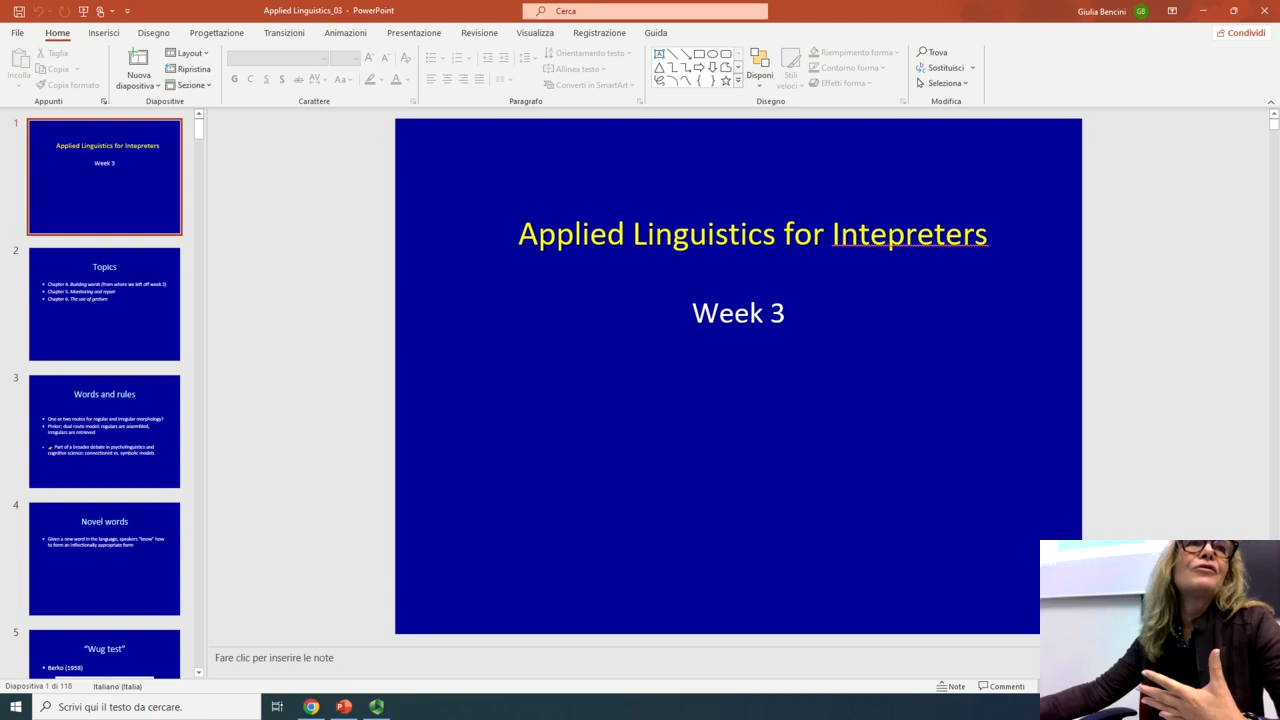 Applied Linguistics_03 - PowerPoint
Cerca
Giulia Bencini
GB
File Home Inserisci Disegno Progettazione Transizioni Animazioni Presentazione Revisione Visualizza Registrazione Guida
Condividi
Incolla
Taglia
Copia
Copia formato
Appunti
Nuova diapositiva
Layout
Ripristina
Sezione
Diapositive
G C S S ab AV Aa A
Carattere
Orientamento testo
Allinea testo
Converti in SmartArt
Paragrafo
Disponi
Stili veloci
Riempimento forma
Contorno forma
Effetti forma
Disegno
Trova
Sostituisci
Seleziona
Modifica
1
Applied Linguistics for Intepreters
Week 3
2
Topics
• Chapter 4. Building words (from where we left off week 2)
• Chapter 5. Monitoring and repair
• Chapter 6. The use of gesture
3
Words and rules
• One or two routes for regular and irregular morphology?
• Pinker: dual route model: regulars are assembled,
irregulars are retrieved
• Part of a broader debate in psycholinguistics and
cognitive science: connectionist vs. symbolic models
4
Novel words
• Given a new word in the language, speakers "know" how
to form an inflectionally appropriate form
5
"Wug test"
• Berko (1958)
Applied Linguistics for Intepreters
Week 3
Fare clic per inserire le note
Diapositiva 1 di 118
Italiano (Italia)
Note
Commenti
Scrivi qui il testo da cercare.